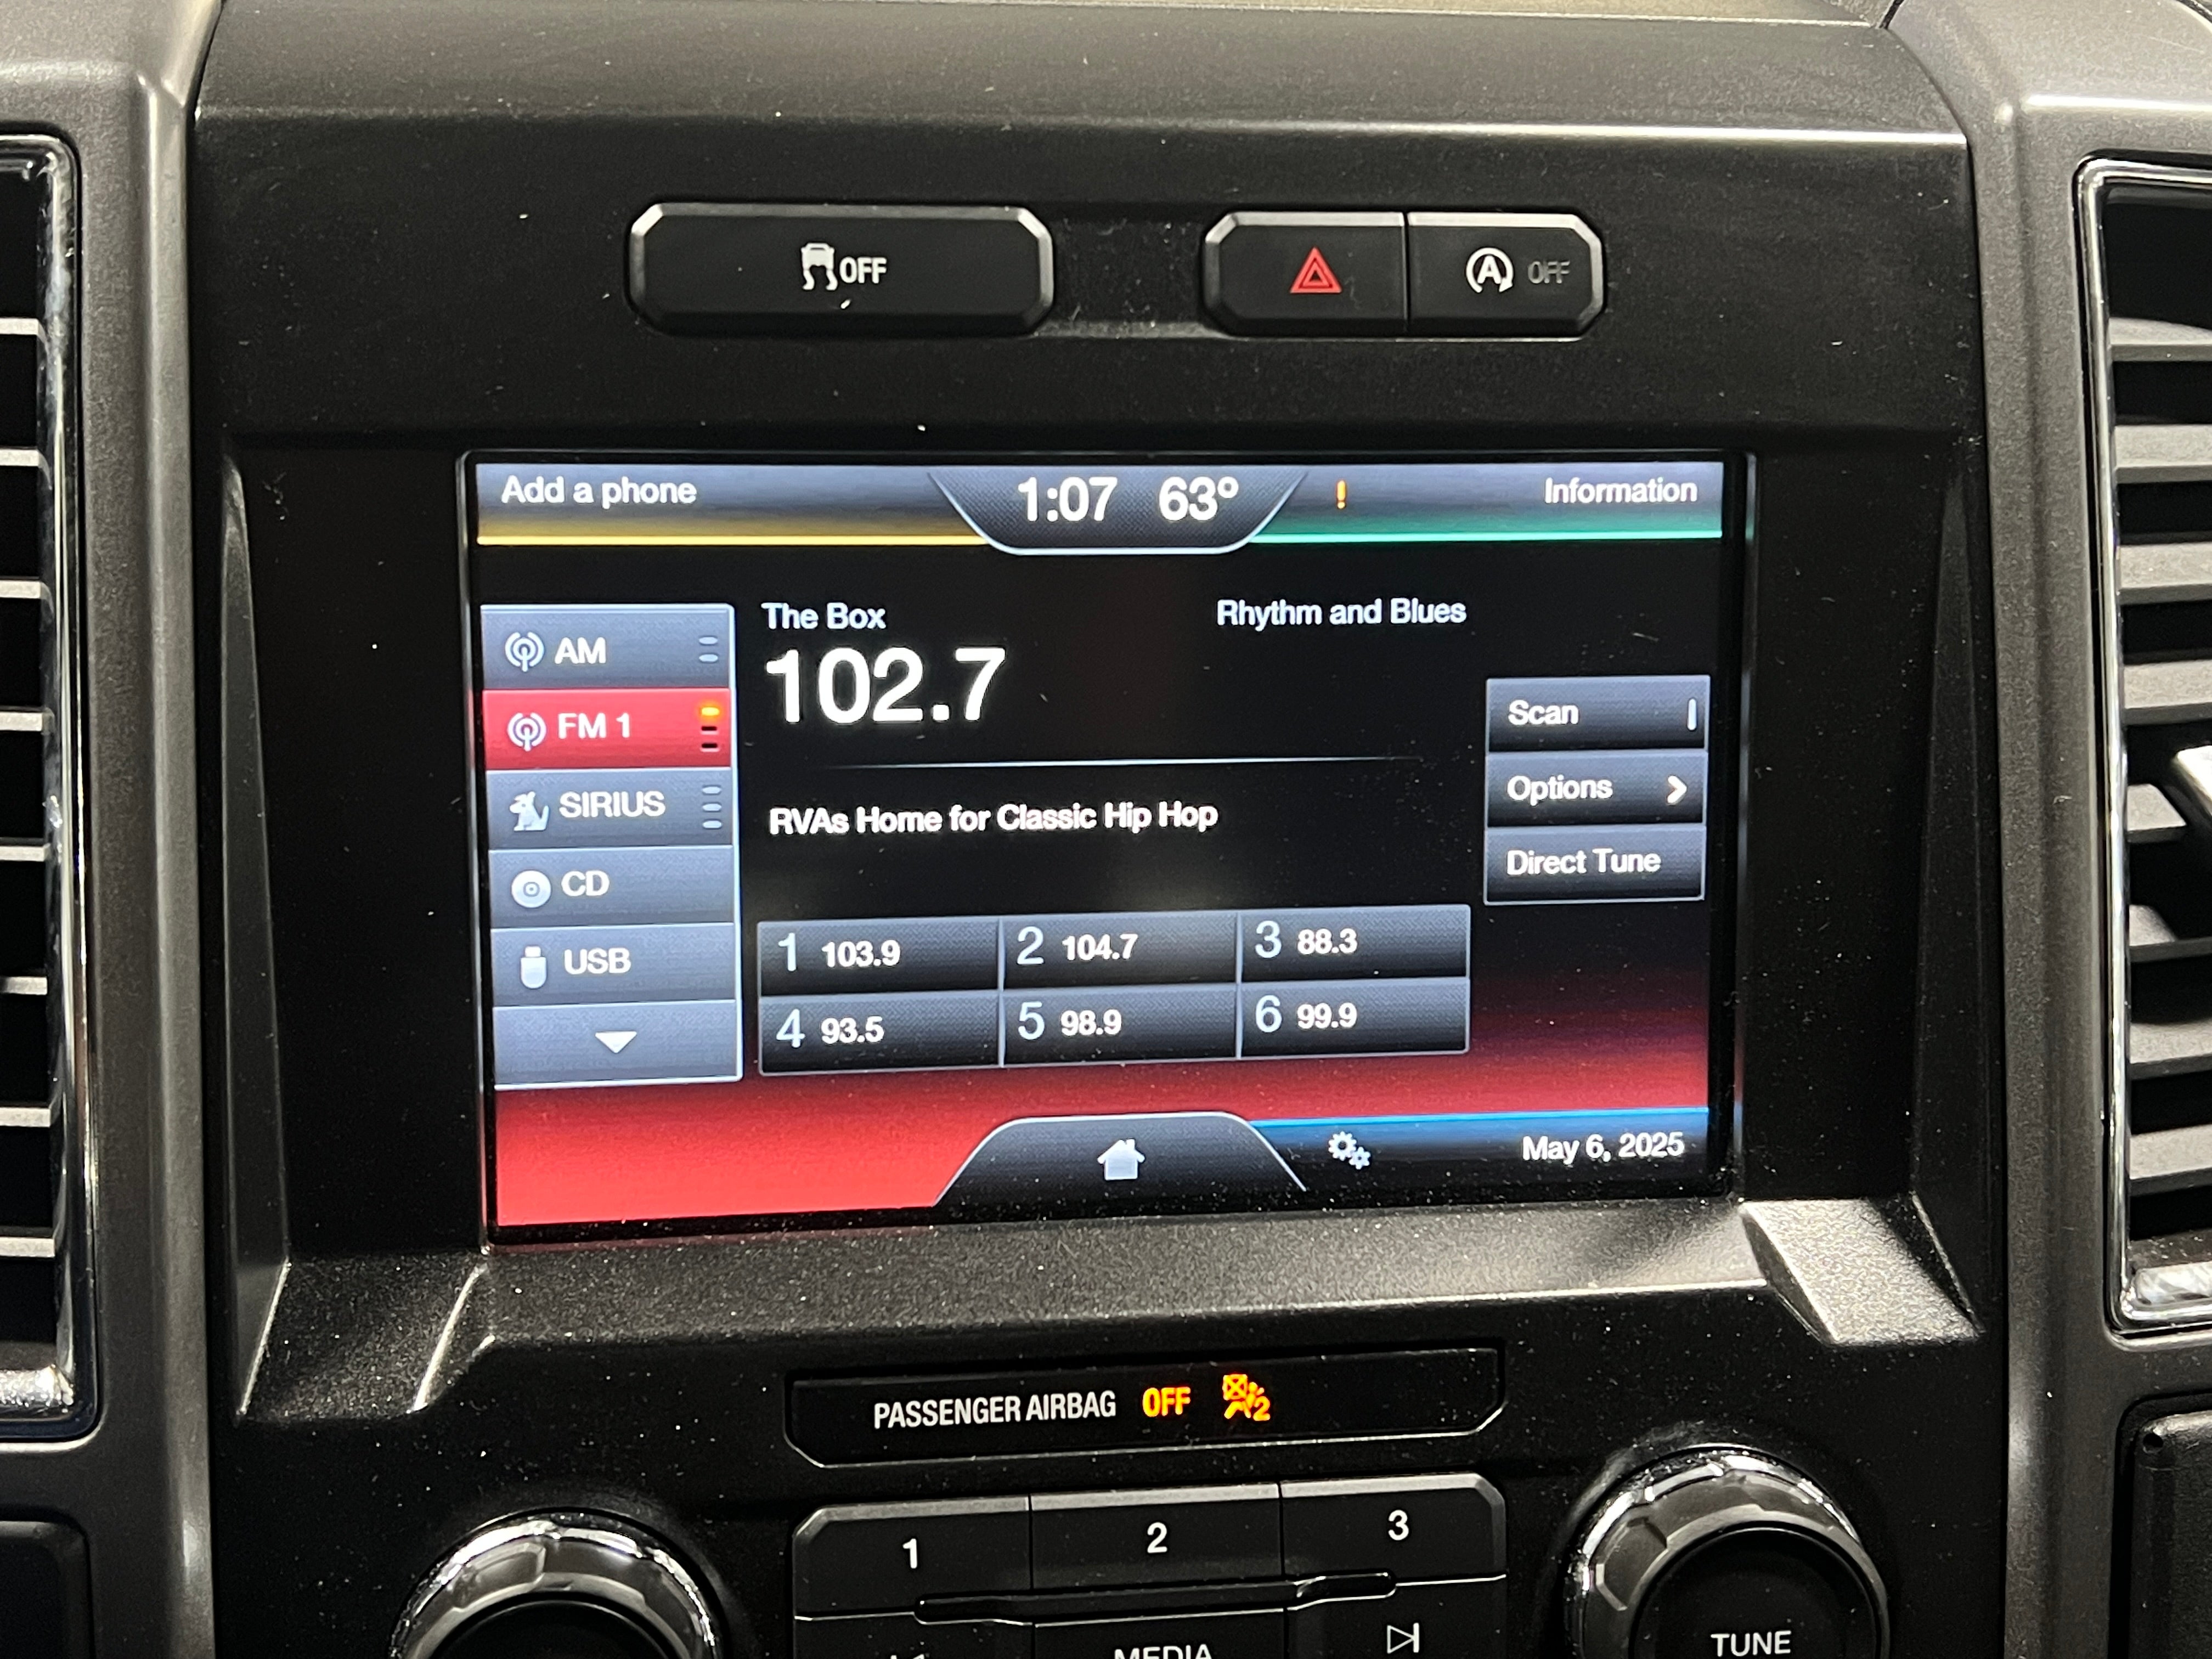 OFF
A OFF
Add a phone 1:07 63° ! Information
The Box Rhythm and Blues
AM
102.7
FM 1
Scan
SIRIUS
Options
RVAs Home for Classic Hip Hop
Direct Tune
CD
1 103.9 2 104.7 3 88.3
USB
4 93.5 5 98.9 6 99.9
May 6, 2025
PASSENGER AIRBAG OFF 2
1 2 3
MEDIA
TUNE